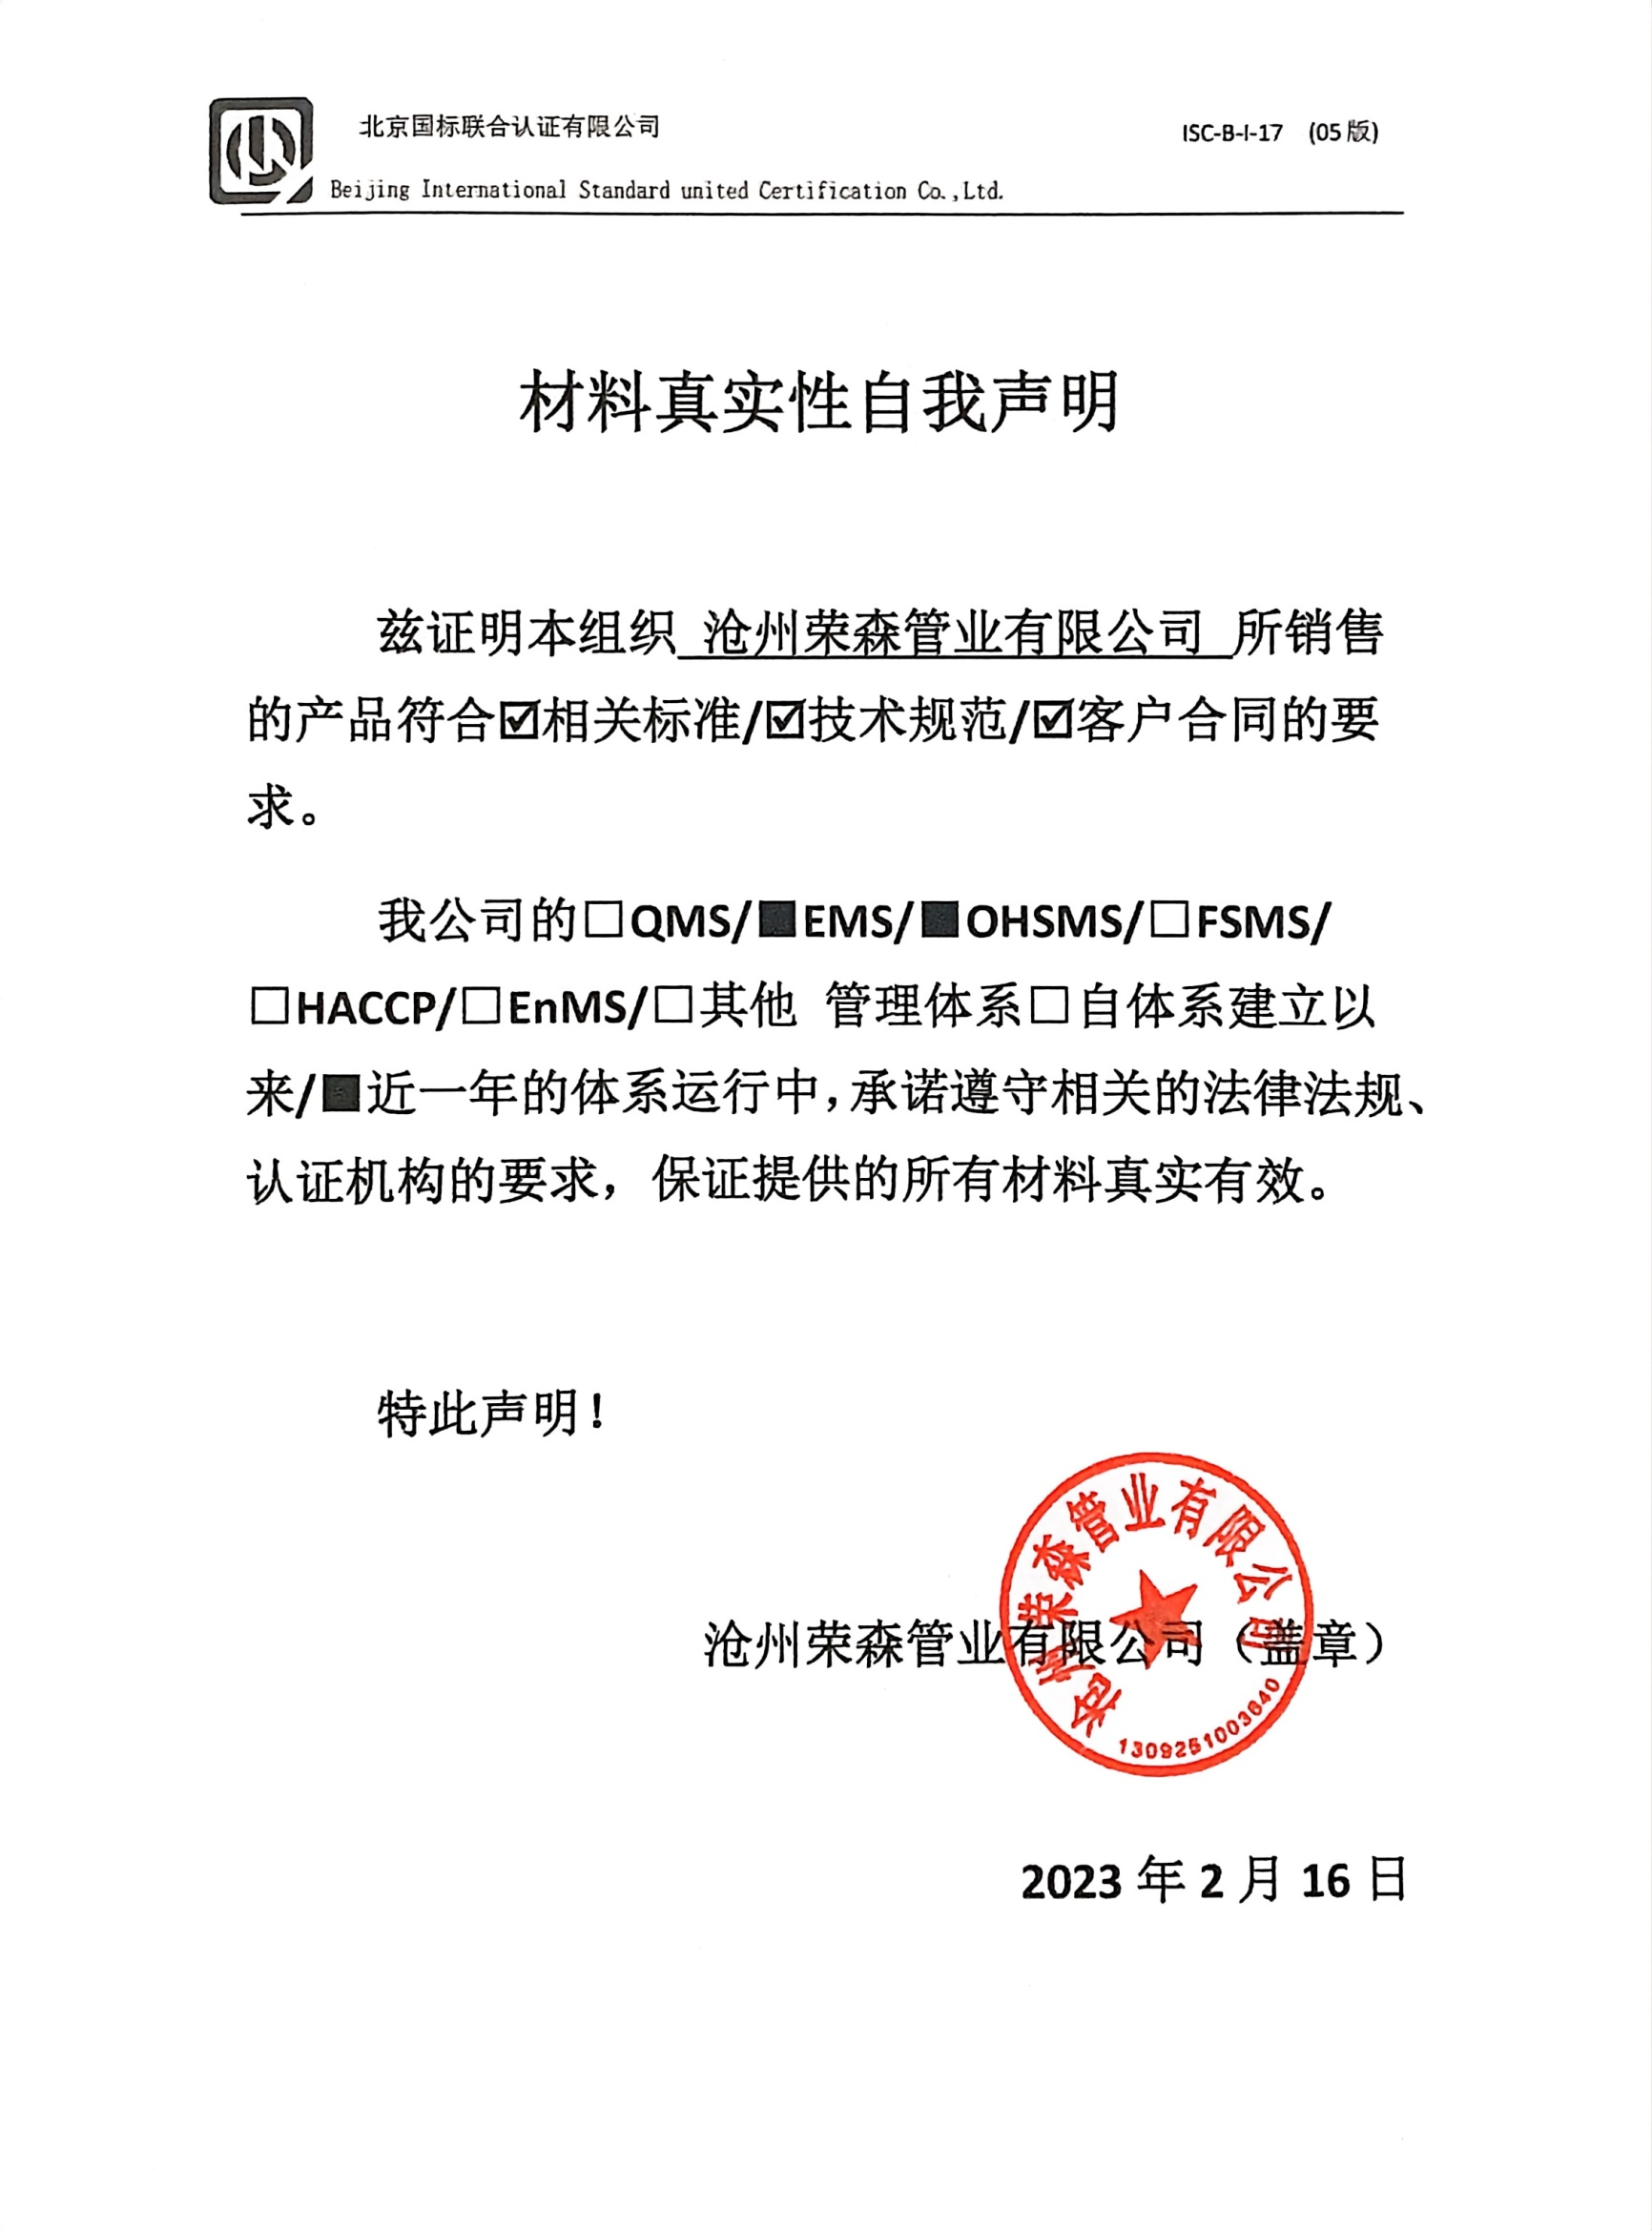 北京国标联合认证有限公司 ISC-B-I-17 (05版)
Beijing International Standard united Certification Co.,Ltd.
材料真实性自我声明
兹证明本组织 沧州荣森管业有限公司 所销售
的产品符合☑相关标准/☑技术规范/☑客户合同的要
求。
我公司的□QMS/■EMS/■OHSMS/□FSMS/
□HACCP/□EnMS/□其他 管理体系□自体系建立以
来/■近一年的体系运行中,承诺遵守相关的法律法规、
认证机构的要求，保证提供的所有材料真实有效。
特此声明！
沧州荣森管业有限公司（盖章）
沧州荣森管业有限公司
1309251003640
2023 年 2 月 16 日